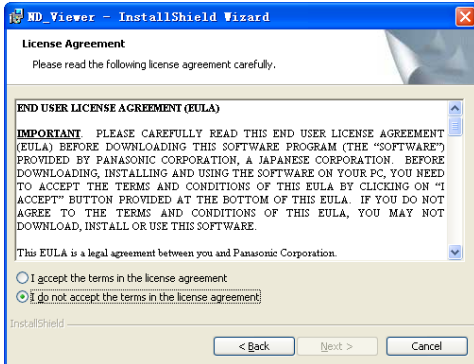 ND_Viewer - InstallShield Wizard
License Agreement
Please read the following license agreement carefully.
END USER LICENSE AGREEMENT (EULA)
IMPORTANT. PLEASE CAREFULLY READ THIS END USER LICENSE AGREEMENT
(EULA) BEFORE DOWNLOADING THIS SOFTWARE PROGRAM (THE “SOFTWARE”)
PROVIDED BY PANASONIC CORPORATION, A JAPANESE CORPORATION. BEFORE
DOWNLOADING, INSTALLING AND USING THE SOFTWARE ON YOUR PC, YOU NEED
TO ACCEPT THE TERMS AND CONDITIONS OF THIS EULA BY CLICKING ON “I
ACCEPT” BUTTON PROVIDED AT THE BOTTOM OF THIS EULA. IF YOU DO NOT
AGREE TO THE TERMS AND CONDITIONS OF THIS EULA, YOU MAY NOT
DOWNLOAD, INSTALL OR USE THIS SOFTWARE.
This EULA is a legal agreement between you and Panasonic Corporation.
I accept the terms in the license agreement
I do not accept the terms in the license agreement
InstallShield
< Back
Next >
Cancel